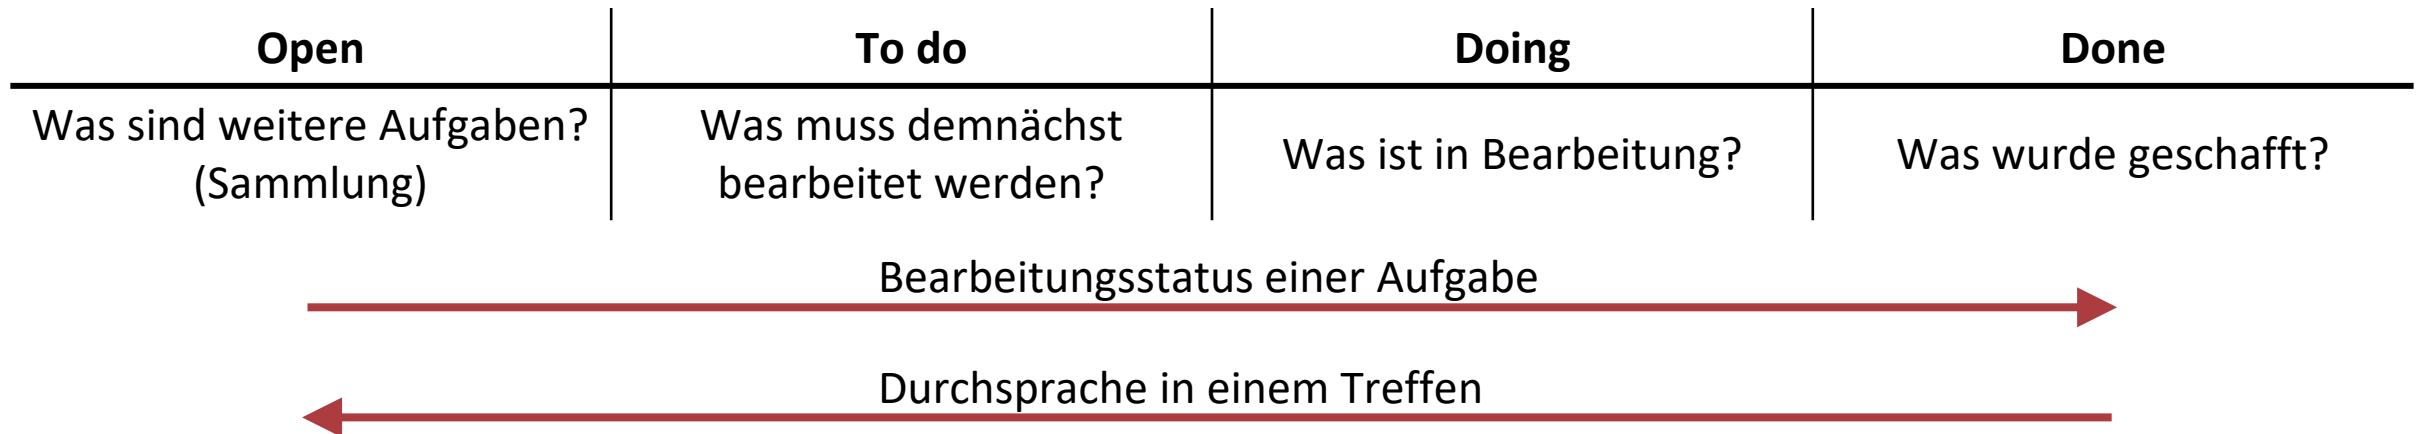 Open
To do
Doing
Done
Was sind weitere Aufgaben?
(Sammlung)
Was muss demnächst
bearbeitet werden?
Was ist in Bearbeitung?
Was wurde geschafft?
Bearbeitungsstatus einer Aufgabe
Durchsprache in einem Treffen